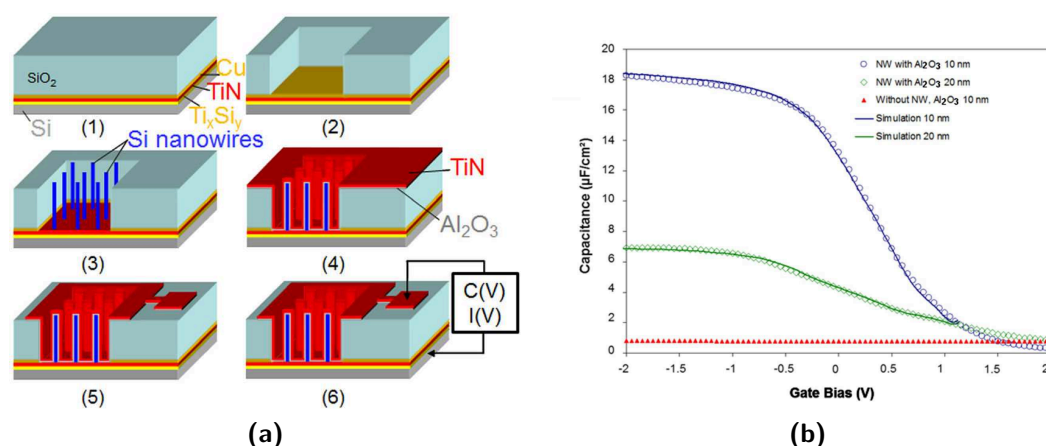 SiO₂
Cu
TiN
TiₓSiᵧ
Si
(1)
(2)
Si nanowires
TiN
Al₂O₃
(3)
(4)
C(V)
I(V)
(5)
(6)
(a)
20
18
16
14
12
10
8
6
4
2
0
Capacitance (µF/cm²)
NW with Al₂O₃ 10 nm
NW with Al₂O₃ 20 nm
Without NW, Al₂O₃ 10 nm
Simulation 10 nm
Simulation 20 nm
-2 -1.5 -1 -0.5 0 0.5 1 1.5 2
Gate Bias (V)
(b)